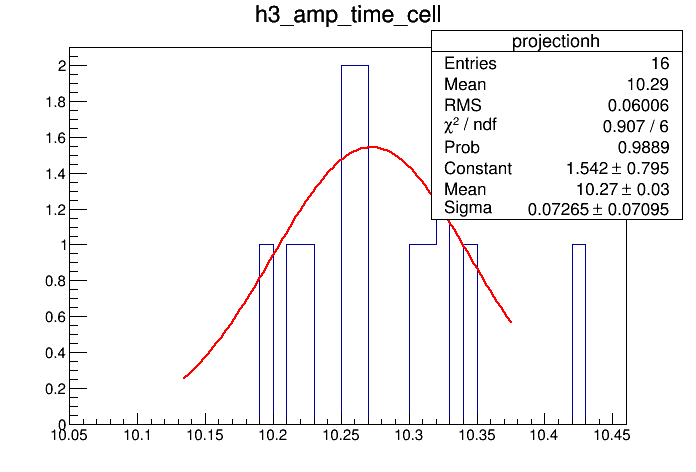 h3_amp_time_cell
projectionh
Entries 16
Mean 10.29
RMS 0.06006
χ² / ndf 0.907 / 6
Prob 0.9889
Constant 1.542 ± 0.795
Mean 10.27 ± 0.03
Sigma 0.07265 ± 0.07095
2
1.8
1.6
1.4
1.2
1
0.8
0.6
0.4
0.2
0
10.05 10.1 10.15 10.2 10.25 10.3 10.35 10.4 10.45